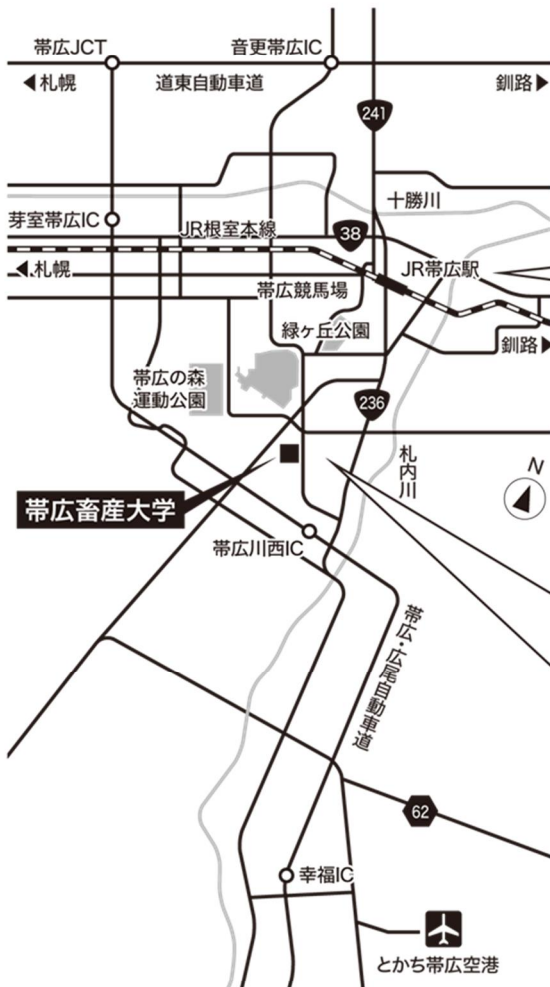 帯広JCT
音更帯広IC
札幌
道東自動車道
釧路
241
十勝川
芽室帯広IC
JR根室本線
38
札幌
JR帯広駅
帯広競馬場
緑ヶ丘公園
釧路
帯広の森
運動公園
236
札内川
N
帯広畜産大学
帯広川西IC
帯広・広尾自動車道
62
幸福IC
とかち帯広空港